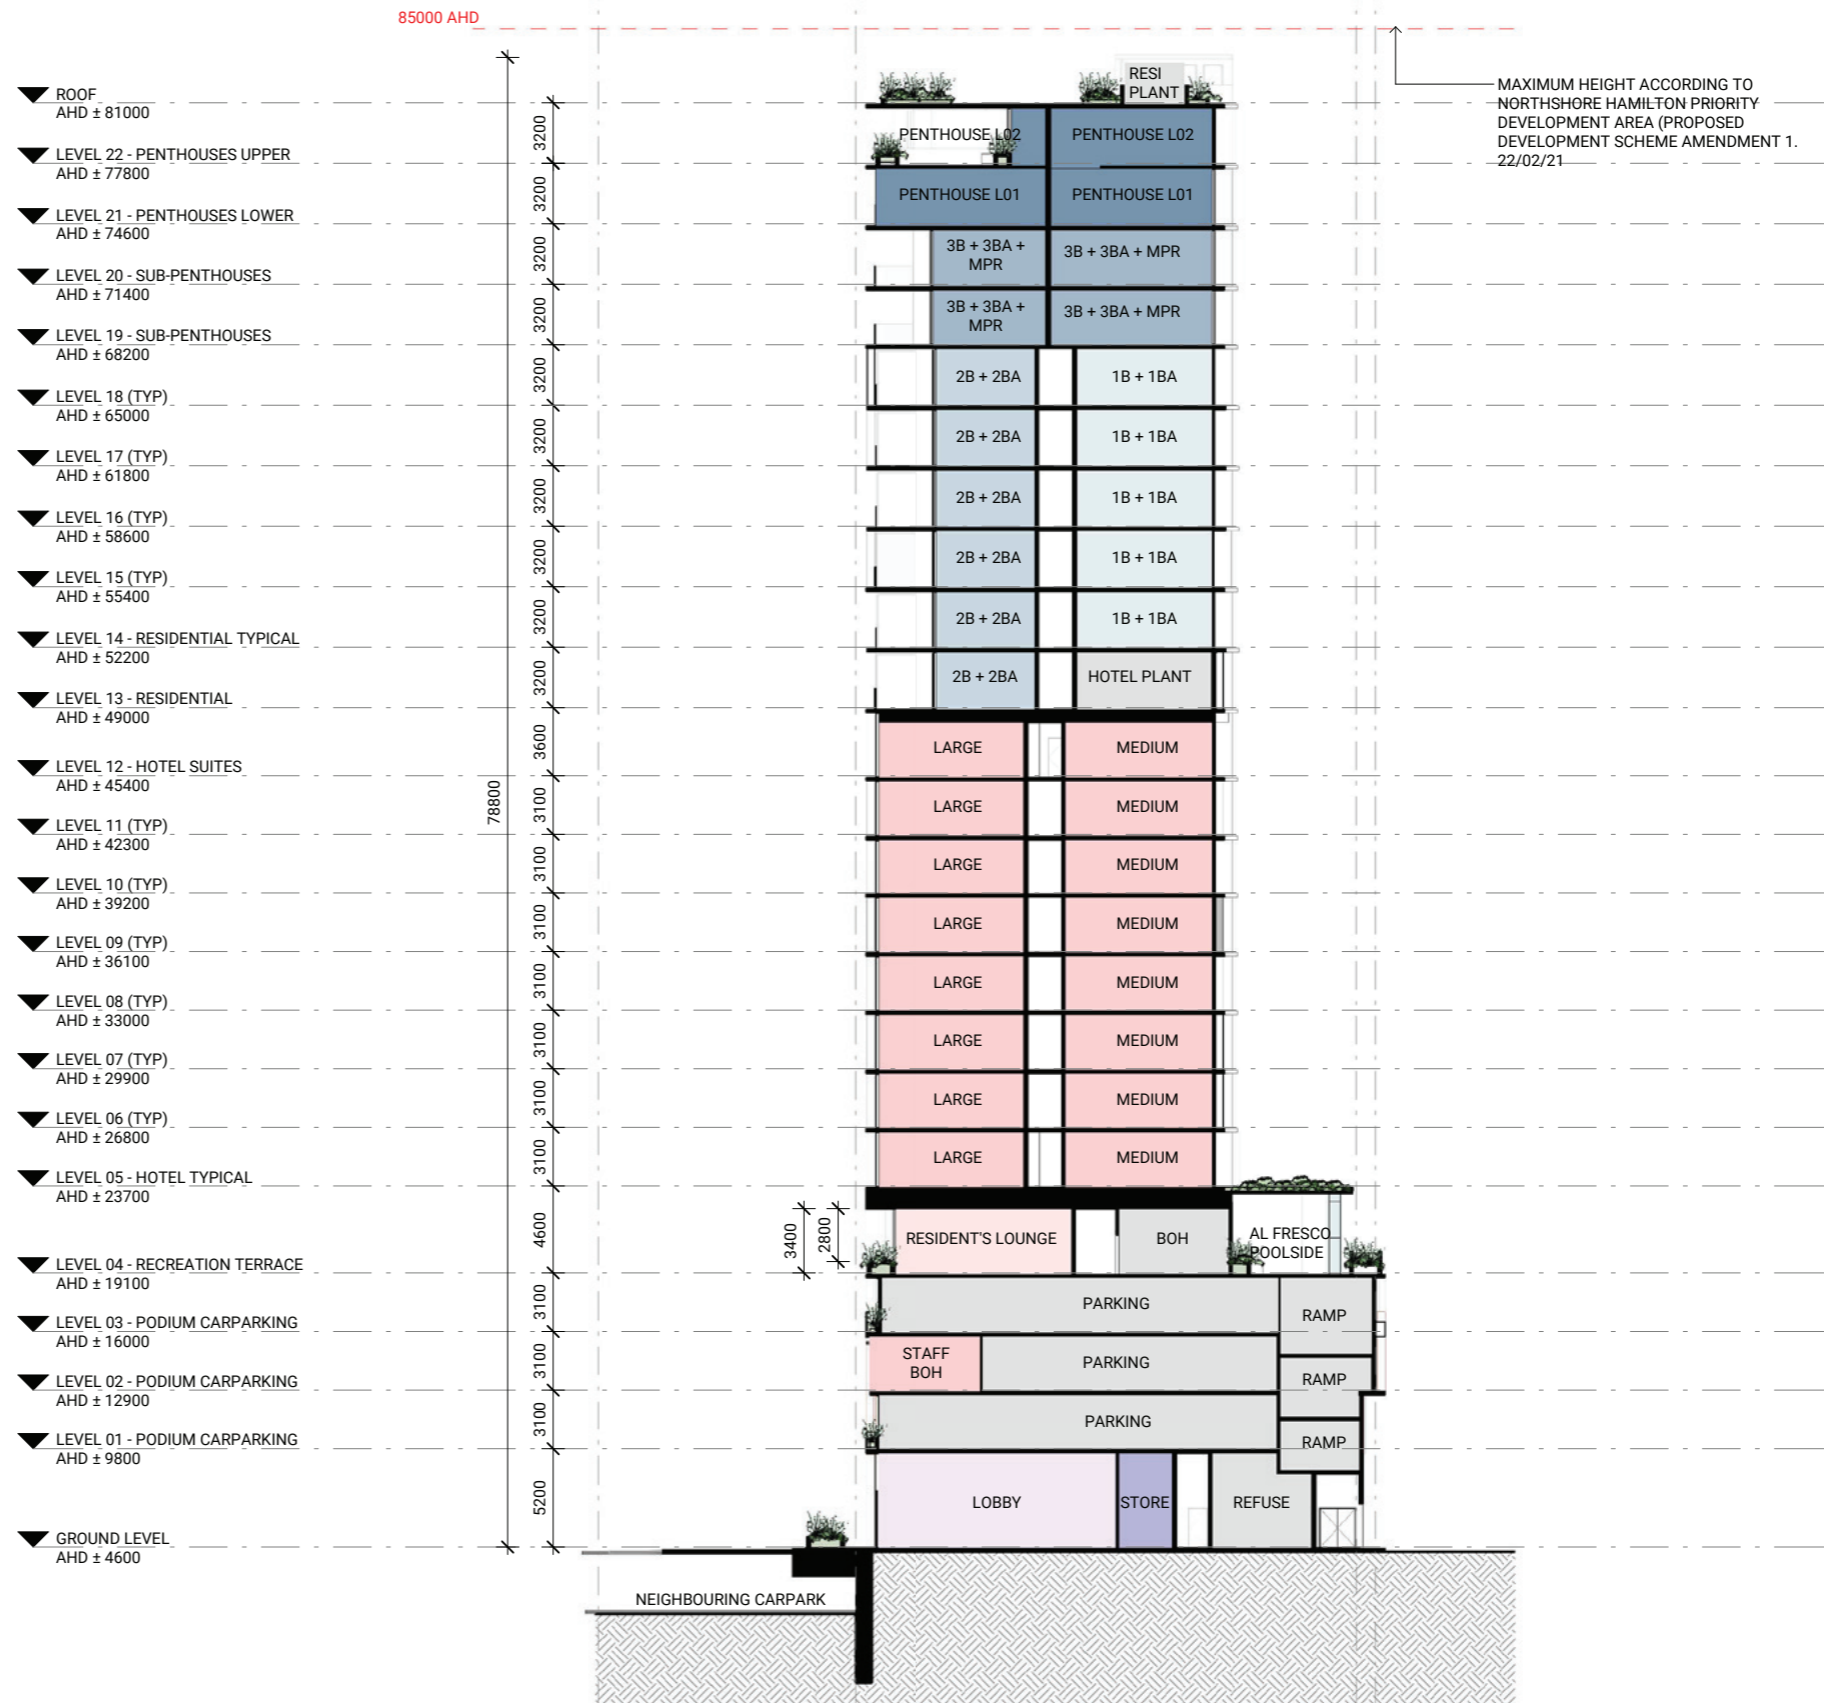 85000 AHD
MAXIMUM HEIGHT ACCORDING TO
NORTHSHORE HAMILTON PRIORITY
DEVELOPMENT AREA (PROPOSED
DEVELOPMENT SCHEME AMENDMENT 1.
22/02/21
ROOF
AHD ± 81000
LEVEL 22 - PENTHOUSES UPPER
AHD ± 77800
LEVEL 21 - PENTHOUSES LOWER
AHD ± 74600
LEVEL 20 - SUB-PENTHOUSES
AHD ± 71400
LEVEL 19 - SUB-PENTHOUSES
AHD ± 68200
LEVEL 18 (TYP)
AHD ± 65000
LEVEL 17 (TYP)
AHD ± 61800
LEVEL 16 (TYP)
AHD ± 58600
LEVEL 15 (TYP)
AHD ± 55400
LEVEL 14 - RESIDENTIAL TYPICAL
AHD ± 52200
LEVEL 13 - RESIDENTIAL
AHD ± 49000
LEVEL 12 - HOTEL SUITES
AHD ± 45400
LEVEL 11 (TYP)
AHD ± 42300
LEVEL 10 (TYP)
AHD ± 39200
LEVEL 09 (TYP)
AHD ± 36100
LEVEL 08 (TYP)
AHD ± 33000
LEVEL 07 (TYP)
AHD ± 29900
LEVEL 06 (TYP)
AHD ± 26800
LEVEL 05 - HOTEL TYPICAL
AHD ± 23700
LEVEL 04 - RECREATION TERRACE
AHD ± 19100
LEVEL 03 - PODIUM CARPARKING
AHD ± 16000
LEVEL 02 - PODIUM CARPARKING
AHD ± 12900
LEVEL 01 - PODIUM CARPARKING
AHD ± 9800
GROUND LEVEL
AHD ± 4600
78800
3200
3200
3200
3200
3200
3200
3200
3200
3200
3200
3600
3100
3100
3100
3100
3100
3100
3100
4600
3100
3100
3100
5200
3400
2800
RESI
PLANT
PENTHOUSE L02
PENTHOUSE L02
PENTHOUSE L01
PENTHOUSE L01
3B + 3BA +
MPR
3B + 3BA + MPR
3B + 3BA +
MPR
3B + 3BA + MPR
2B + 2BA
1B + 1BA
2B + 2BA
1B + 1BA
2B + 2BA
1B + 1BA
2B + 2BA
1B + 1BA
2B + 2BA
1B + 1BA
2B + 2BA
HOTEL PLANT
LARGE
MEDIUM
LARGE
MEDIUM
LARGE
MEDIUM
LARGE
MEDIUM
LARGE
MEDIUM
LARGE
MEDIUM
LARGE
MEDIUM
LARGE
MEDIUM
RESIDENT'S LOUNGE
BOH
AL FRESCO
POOLSIDE
PARKING
RAMP
STAFF
BOH
PARKING
RAMP
PARKING
RAMP
LOBBY
STORE
REFUSE
NEIGHBOURING CARPARK